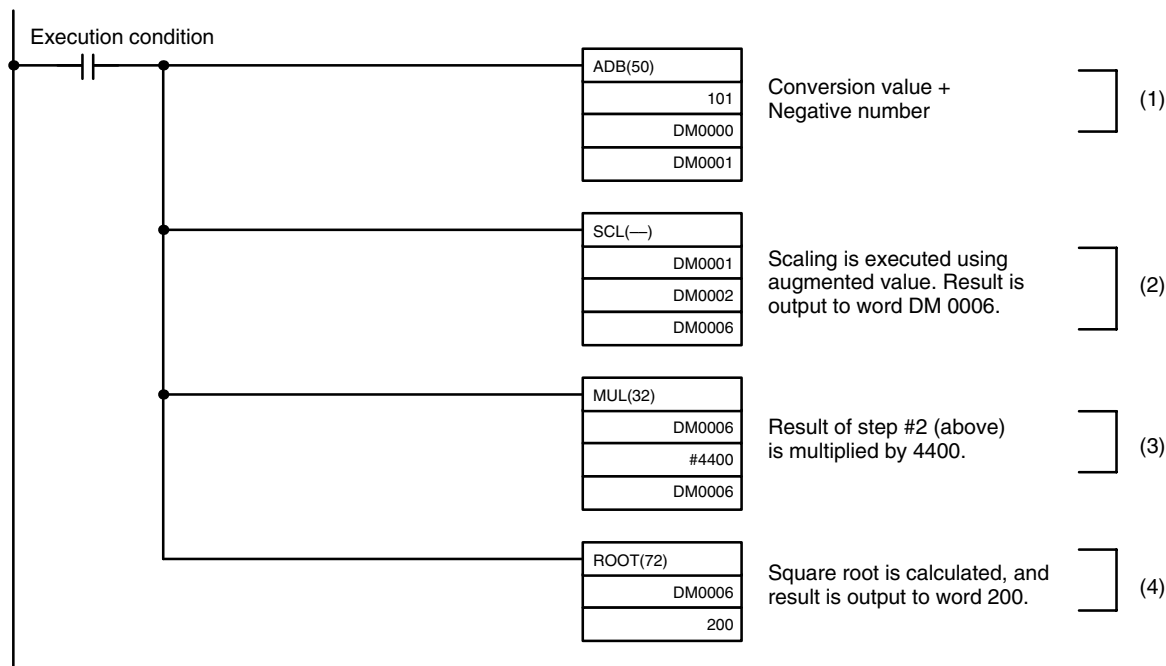 Execution condition
ADB(50)
101
DM0000
DM0001
Conversion value +
Negative number
(1)
SCL(—)
DM0001
DM0002
DM0006
Scaling is executed using
augmented value. Result is
output to word DM 0006.
(2)
MUL(32)
DM0006
#4400
DM0006
Result of step #2 (above)
is multiplied by 4400.
(3)
ROOT(72)
DM0006
200
Square root is calculated, and
result is output to word 200.
(4)